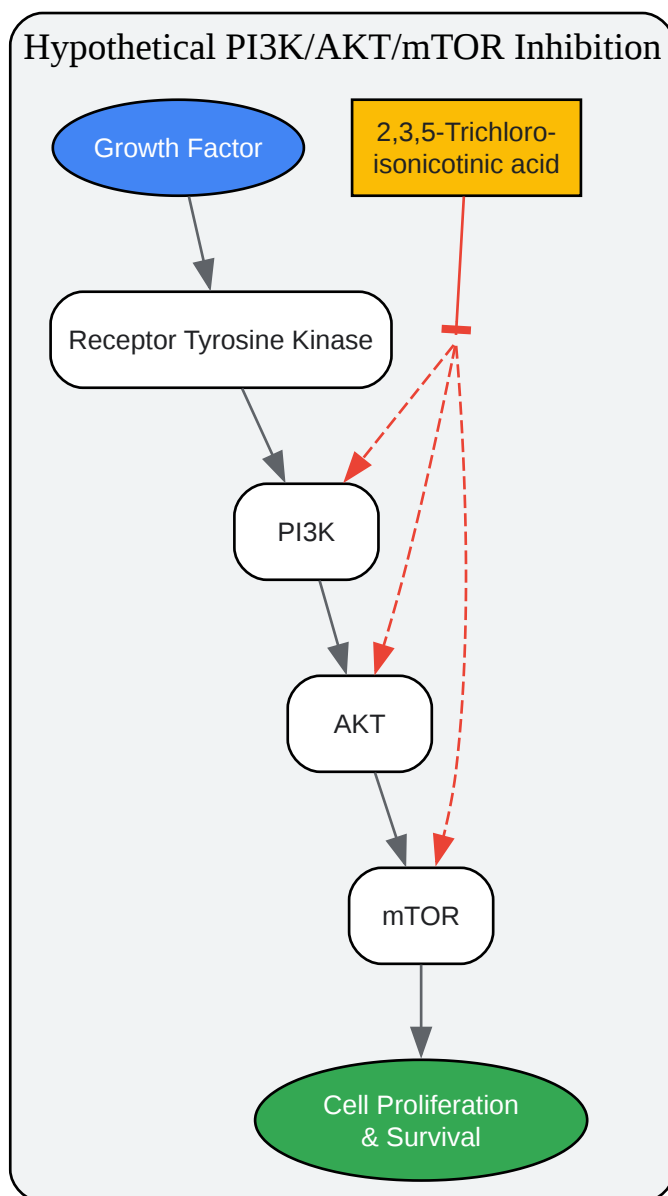 Hypothetical PI3K/AKT/mTOR Inhibition
Growth Factor
2,3,5-Trichloro-
isonicotinic acid
Receptor Tyrosine Kinase
PI3K
AKT
mTOR
Cell Proliferation
& Survival